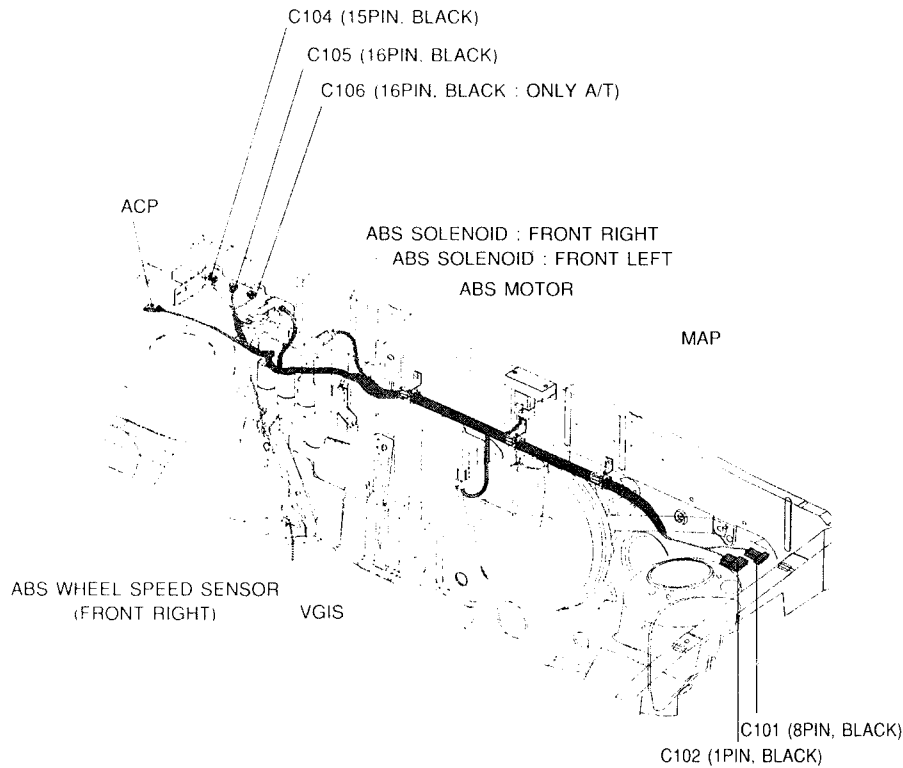 C104 (15PIN. BLACK)
C105 (16PIN. BLACK)
C106 (16PIN, BLACK : ONLY A/T)
ACP
ABS SOLENOID : FRONT RIGHT
ABS SOLENOID : FRONT LEFT
ABS MOTOR
MAP
ABS WHEEL SPEED SENSOR
(FRONT RIGHT)
VGIS
C101 (8PIN, BLACK)
C102 (1PIN, BLACK)